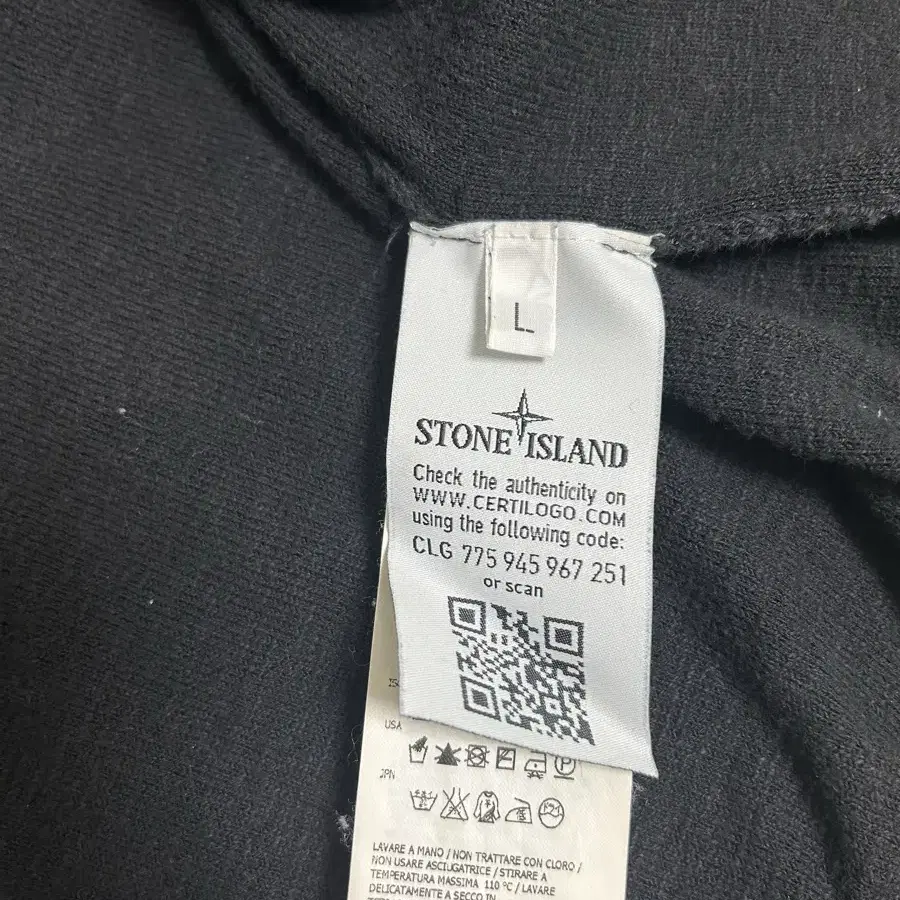 L
STONE ISLAND
Check the authenticity on
WWW.CERTILOGO.COM
using the following code:
CLG 775 945 967 251
or scan
USA
JPN
LAVARE A MANO / NON TRATTARE CON CLORO /
NON USARE ASCIUGATRICE / STIRARE A
TEMPERATURA MASSIMA 110 °C / LAVARE
DELICATAMENTE A SECCO IN